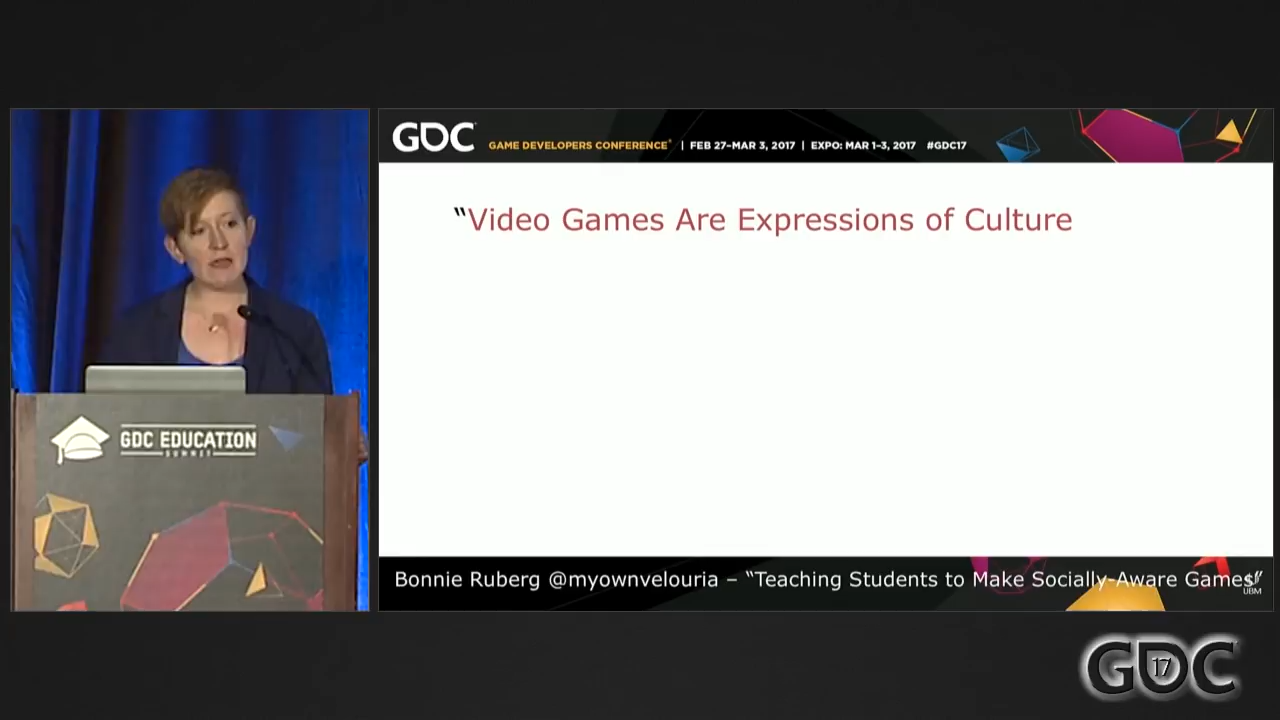 GDC
GAME DEVELOPERS CONFERENCE® | FEB 27–MAR 3, 2017 | EXPO: MAR 1–3, 2017 #GDC17
“Video Games Are Expressions of Culture
GDC EDUCATION
SUMMIT
Bonnie Ruberg @myownvelouria – “Teaching Students to Make Socially-Aware Games”
UBM
GDC
17